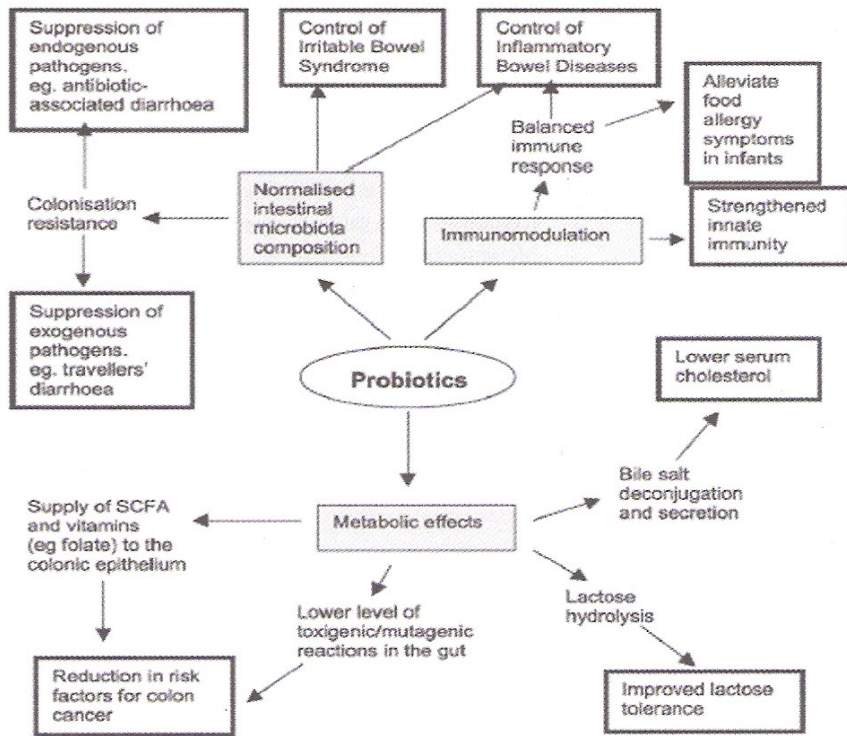 Suppression of
endogenous
pathogens.
eg. antibiotic-
associated diarrhoea
Control of
Irritable Bowel
Syndrome
Control of
Inflammatory
Bowel Diseases
Alleviate
food
allergy
symptoms
in infants
Balanced
immune
response
Colonisation
resistance
Normalised
intestinal
microbiota
composition
Immunomodulation
Strengthened
innate
immunity
Suppression of
exogenous
pathogens.
eg. travellers'
diarrhoea
Probiotics
Lower serum
cholesterol
Bile salt
deconjugation
and secretion
Supply of SCFA
and vitamins
(eg folate) to the
colonic epithelium
Metabolic effects
Lactose
hydrolysis
Lower level of
toxigenic/mutagenic
reactions in the gut
Reduction in risk
factors for colon
cancer
Improved lactose
tolerance